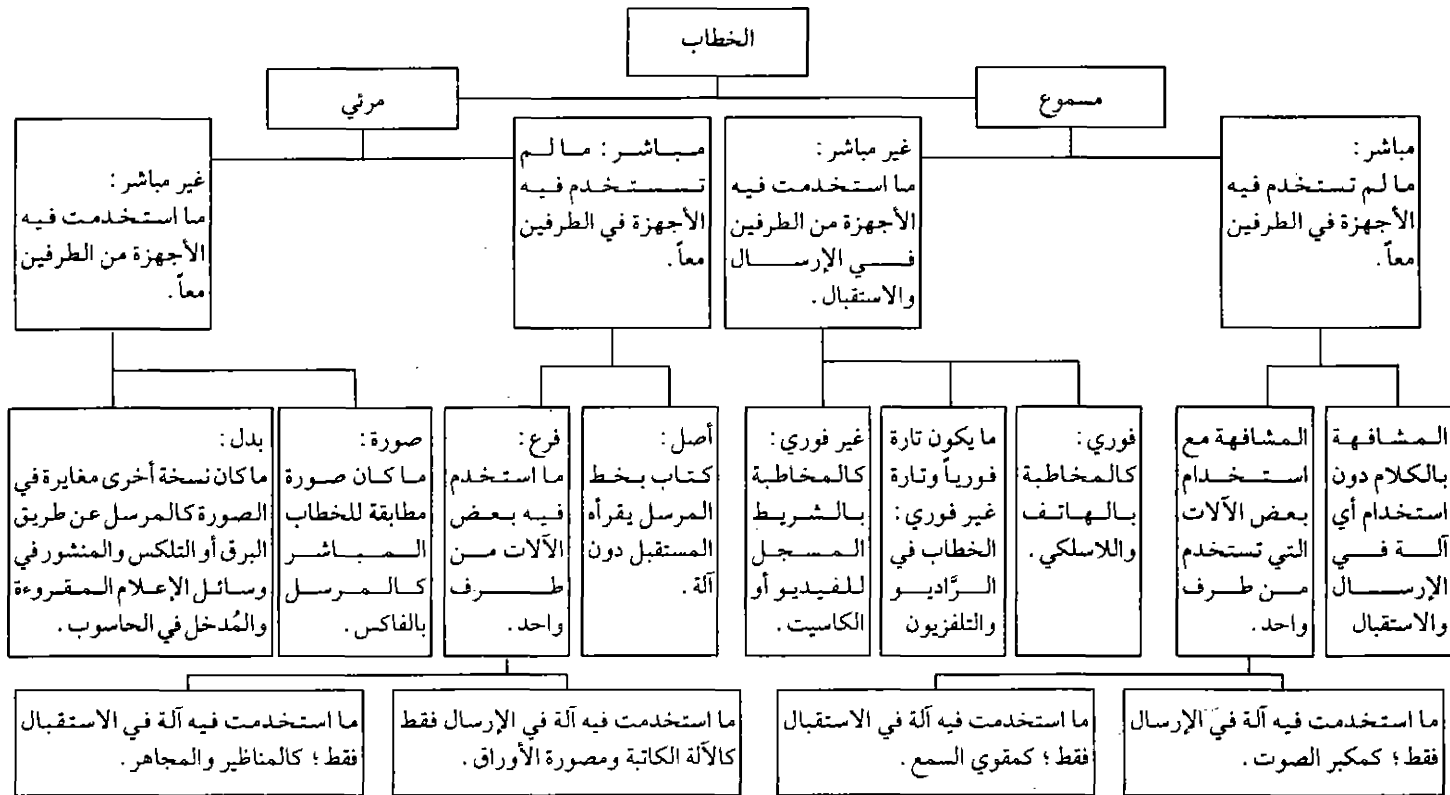 الخطاب
مسموع
مرئي
مباشر :
ما لم تستخدم فيه
الأجهزة في الطرفين
معاً .
غير مباشر :
ما استخدمت فيه
الأجهزة من الطرفين
في الإرسال
والاستقبال .
مباشر : ما لم
تستخدم فيه
الأجهزة في الطرفين
معاً .
غير مباشر :
ما استخدمت فيه
الأجهزة من الطرفين
معاً .
المشافهة
بالكلام دون
استخدام أي
آلة في
الإرسال
والاستقبال
المشافهة مع
استخدام
بعض الآلات
التي تستخدم
من طرف
واحد .
فوري :
كالمخاطبة
بالهاتف
واللاسلكي .
ما يكون تارة
فورياً وتارة
غير فوري :
الخطاب في
الرَّاديو
والتلفزيون
غير فوري :
كالمخاطبة
بالشريط
المسجل
للفيديو أو
الكاسيت .
أصل :
كتاب بخط
المرسل يقرأه
المستقبل دون
آلة .
فرع :
ما استخدم
فيه بعض
الآلات من
طرف
واحد .
صورة :
ما كان صورة
مطابقة للخطاب
المباشر
كالمرسل
بالفاكس .
بدل :
ما كان نسخة أخرى مغايرة في
الصورة كالمرسل عن طريق
البرق أو التلكس والمنشور في
وسائل الإعلام المقروءة
والمُدخل في الحاسوب .
ما استخدمت فيه آلة في الإرسال
فقط ؛ كمكبر الصوت .
ما استخدمت فيه آلة في الاستقبال
فقط ؛ كمقوي السمع .
ما استخدمت فيه آلة في الإرسال فقط
كالآلة الكاتبة ومصورة الأوراق .
ما استخدمت فيه آلة في الاستقبال
فقط ؛ كالمناظير والمجاهر .